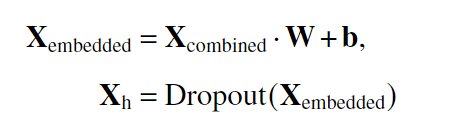 X_embedded = X_combined · W + b,
X_h = Dropout(X_embedded)